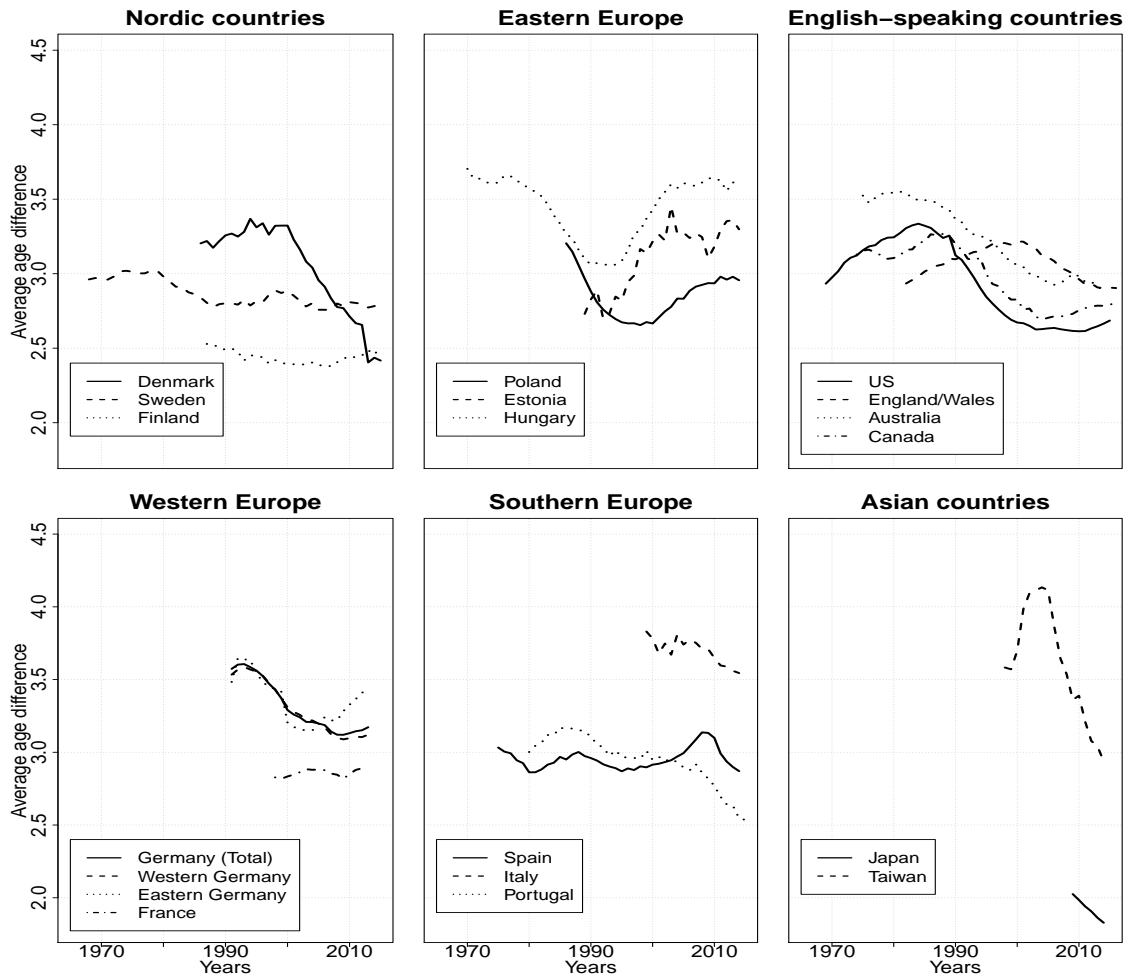 Nordic countries
Eastern Europe
English−speaking countries
Average age difference
4.5
4.0
3.5
3.0
2.5
2.0
Denmark
Sweden
Finland
Poland
Estonia
Hungary
US
England/Wales
Australia
Canada
Western Europe
Southern Europe
Asian countries
Average age difference
4.5
4.0
3.5
3.0
2.5
2.0
Germany (Total)
Western Germany
Eastern Germany
France
Spain
Italy
Portugal
Japan
Taiwan
1970 1990 2010
Years
1970 1990 2010
Years
1970 1990 2010
Years